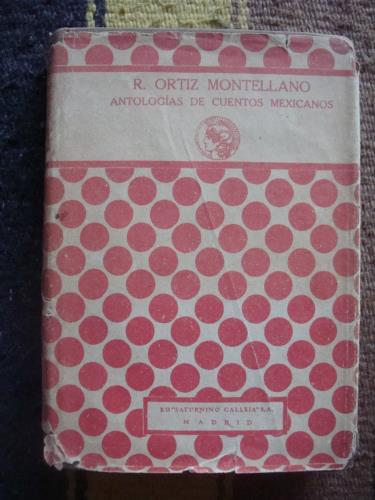 R. ORTIZ MONTELLANO
ANTOLOGÍAS DE CUENTOS MEXICANOS
ED. "SATURNINO CALLEJA" S.A.
MADRID